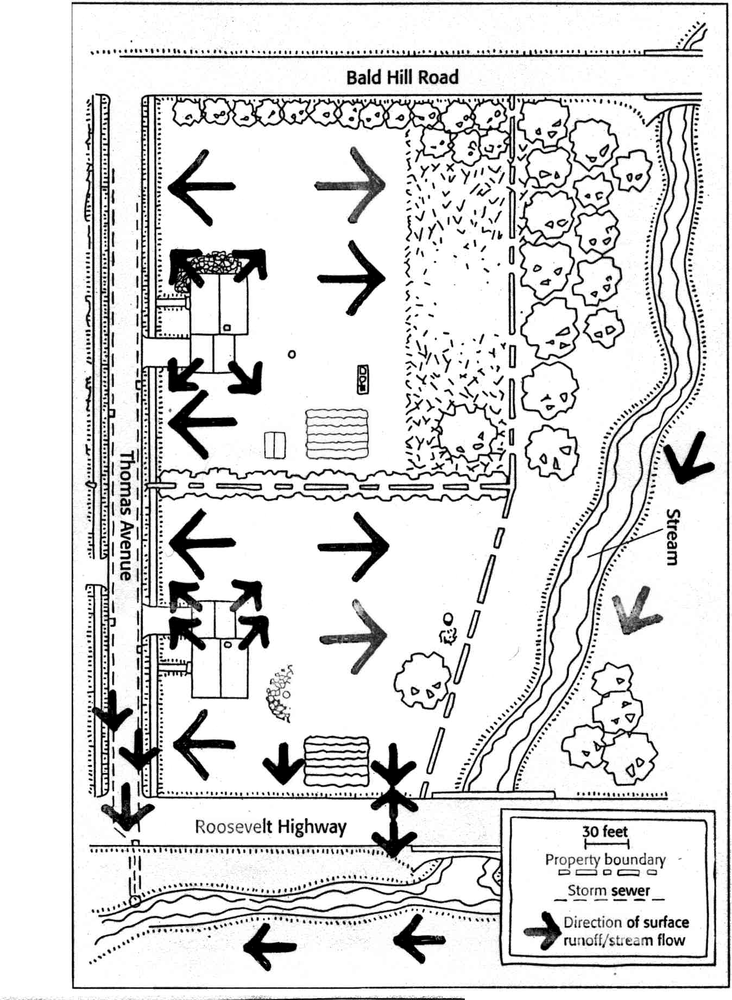 Bald Hill Road
Thomas Avenue
Stream
Roosevelt Highway
30 feet
Property boundary
Storm sewer
Direction of surface
runoff/stream flow